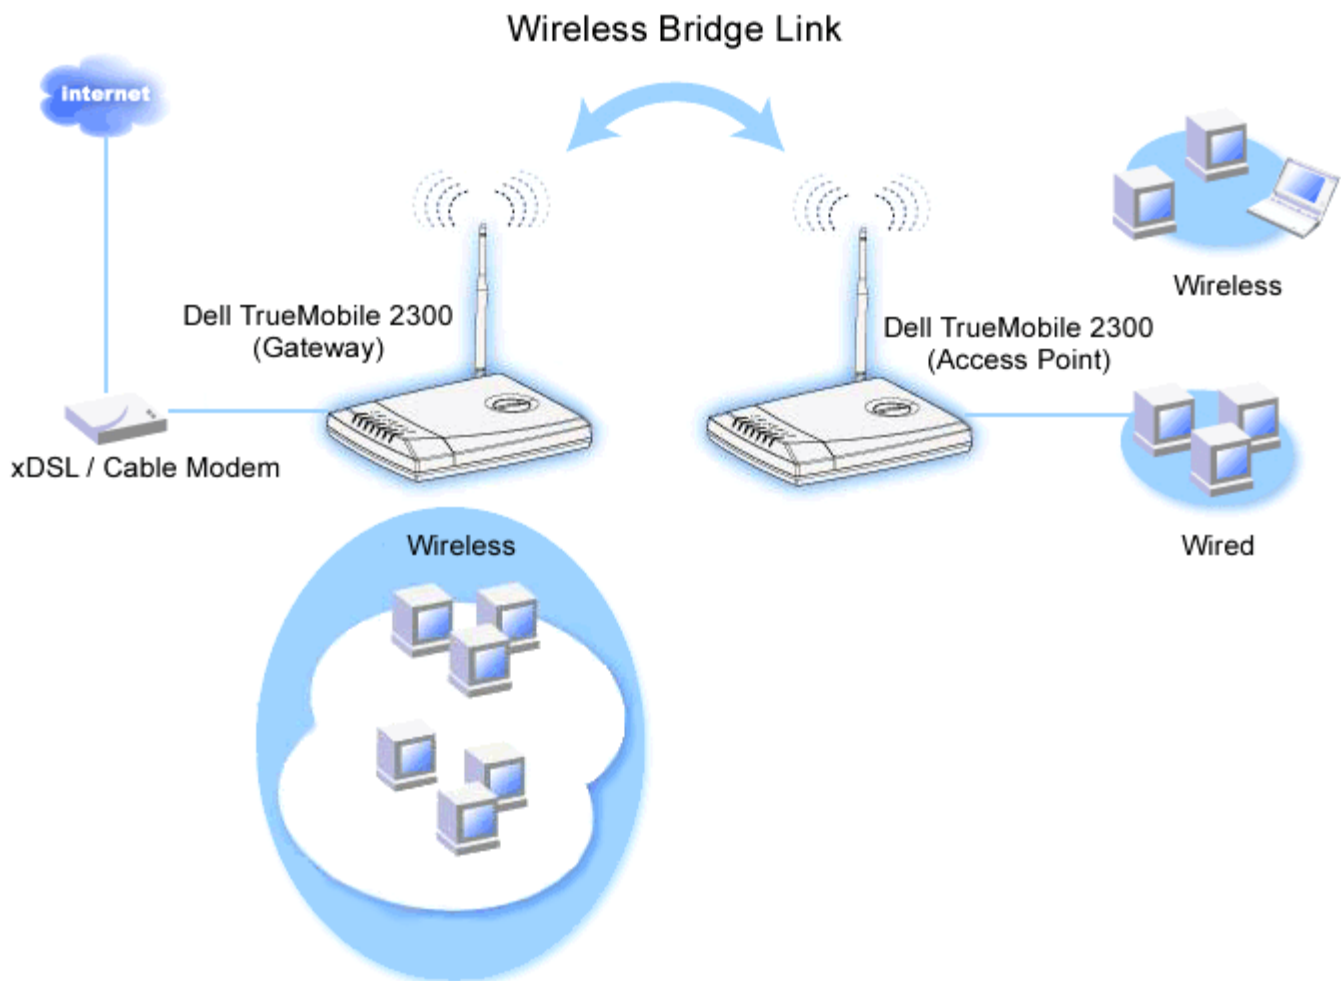 Wireless Bridge Link
internet
Wireless
Dell TrueMobile 2300
(Gateway)
Dell TrueMobile 2300
(Access Point)
xDSL / Cable Modem
Wired
Wireless